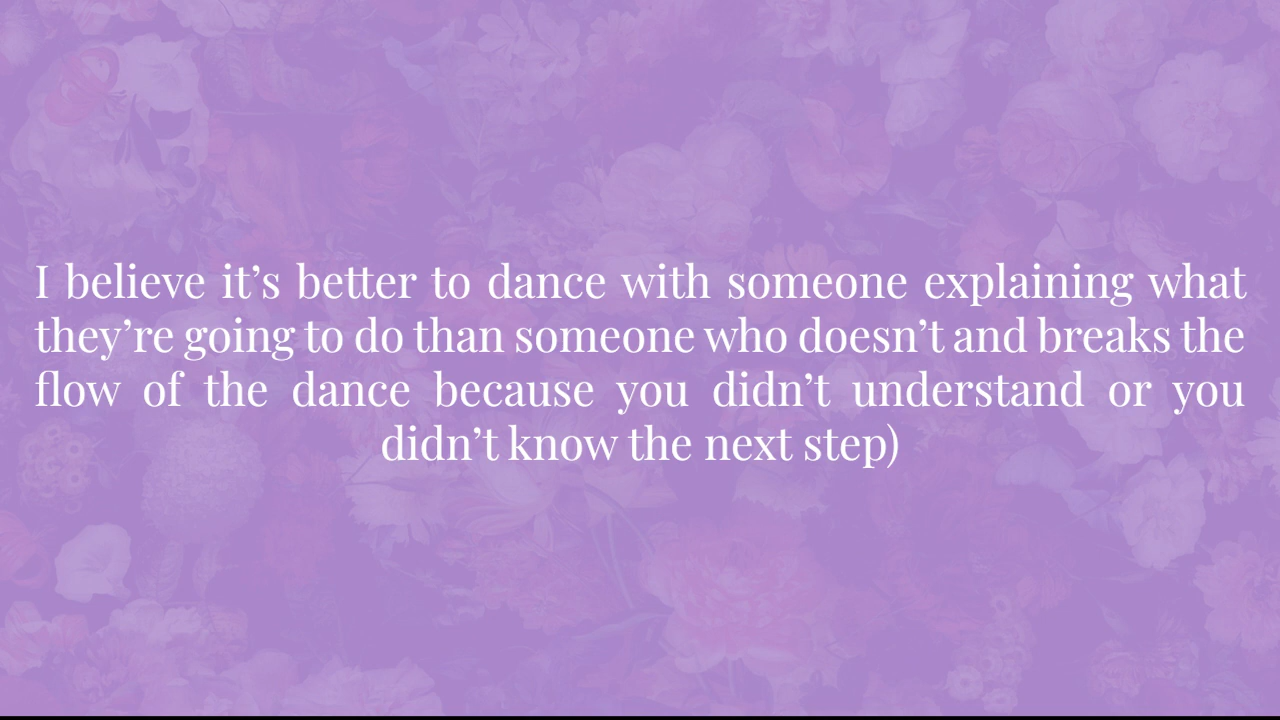 I believe it’s better to dance with someone explaining what
they’re going to do than someone who doesn’t and breaks the
flow of the dance because you didn’t understand or you
didn’t know the next step)